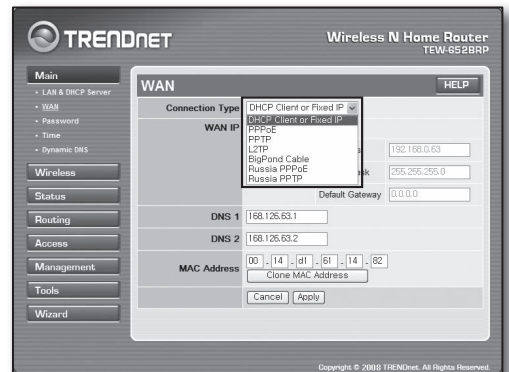 TRENDNET
Wireless N Home Router
TEW-652BRP
Main
LAN & DHCP Server
WAN
Password
Time
Dynamic DNS
Wireless
Status
Routing
Access
Management
Tools
Wizard
WAN
HELP
Connection Type DHCP Client or Fixed IP
DHCP Client or Fixed IP
PPPoE
PPTP
L2TP
BigPond Cable
Russia PPPoE
Russia PPTP
WAN IP
192.168.0.63
255.255.255.0
Default Gateway 0.0.0.0
DNS 1 168.126.63.1
DNS 2 168.126.63.2
MAC Address 00 - 14 - d1 - 61 - 14 - 82
Clone MAC Address
Cancel Apply
Copyright © 2008 TRENDnet. All Rights Reserved.